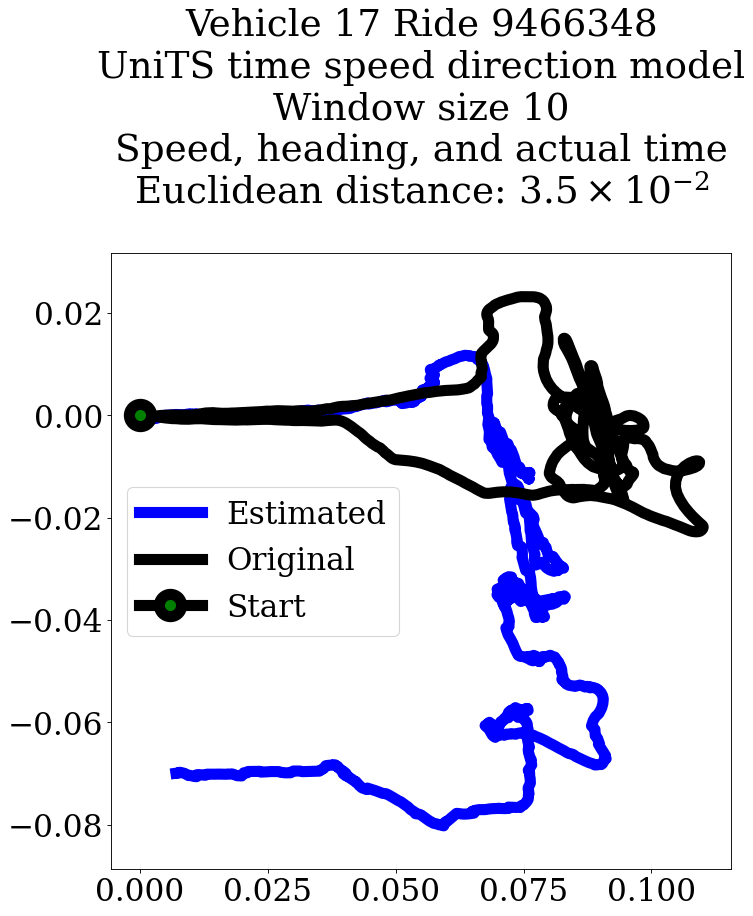 Vehicle 17 Ride 9466348
UniTS time speed direction model
Window size 10
Speed, heading, and actual time
Euclidean distance: 3.5 × 10⁻²
0.02
0.00
−0.02
−0.04
−0.06
−0.08
Estimated
Original
Start
0.000 0.025 0.050 0.075 0.100